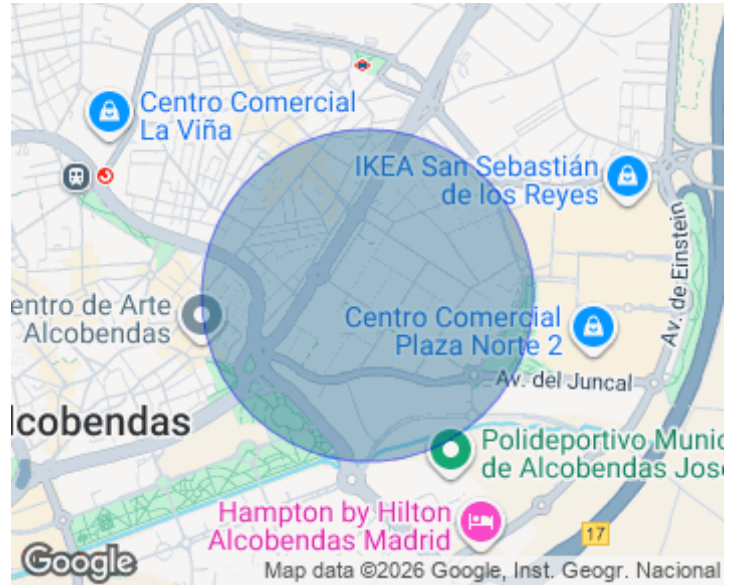 Centro Comercial
La Viña
IKEA San Sebastián
de los Reyes
Av. de Einstein
entro de Arte
Alcobendas
Centro Comercial
Plaza Norte 2
Av. del Juncal
lcobendas
Polideportivo Munic
de Alcobendas Jos
Hampton by Hilton
Alcobendas Madrid
17
Google
Map data ©2026 Google, Inst. Geogr. Nacional